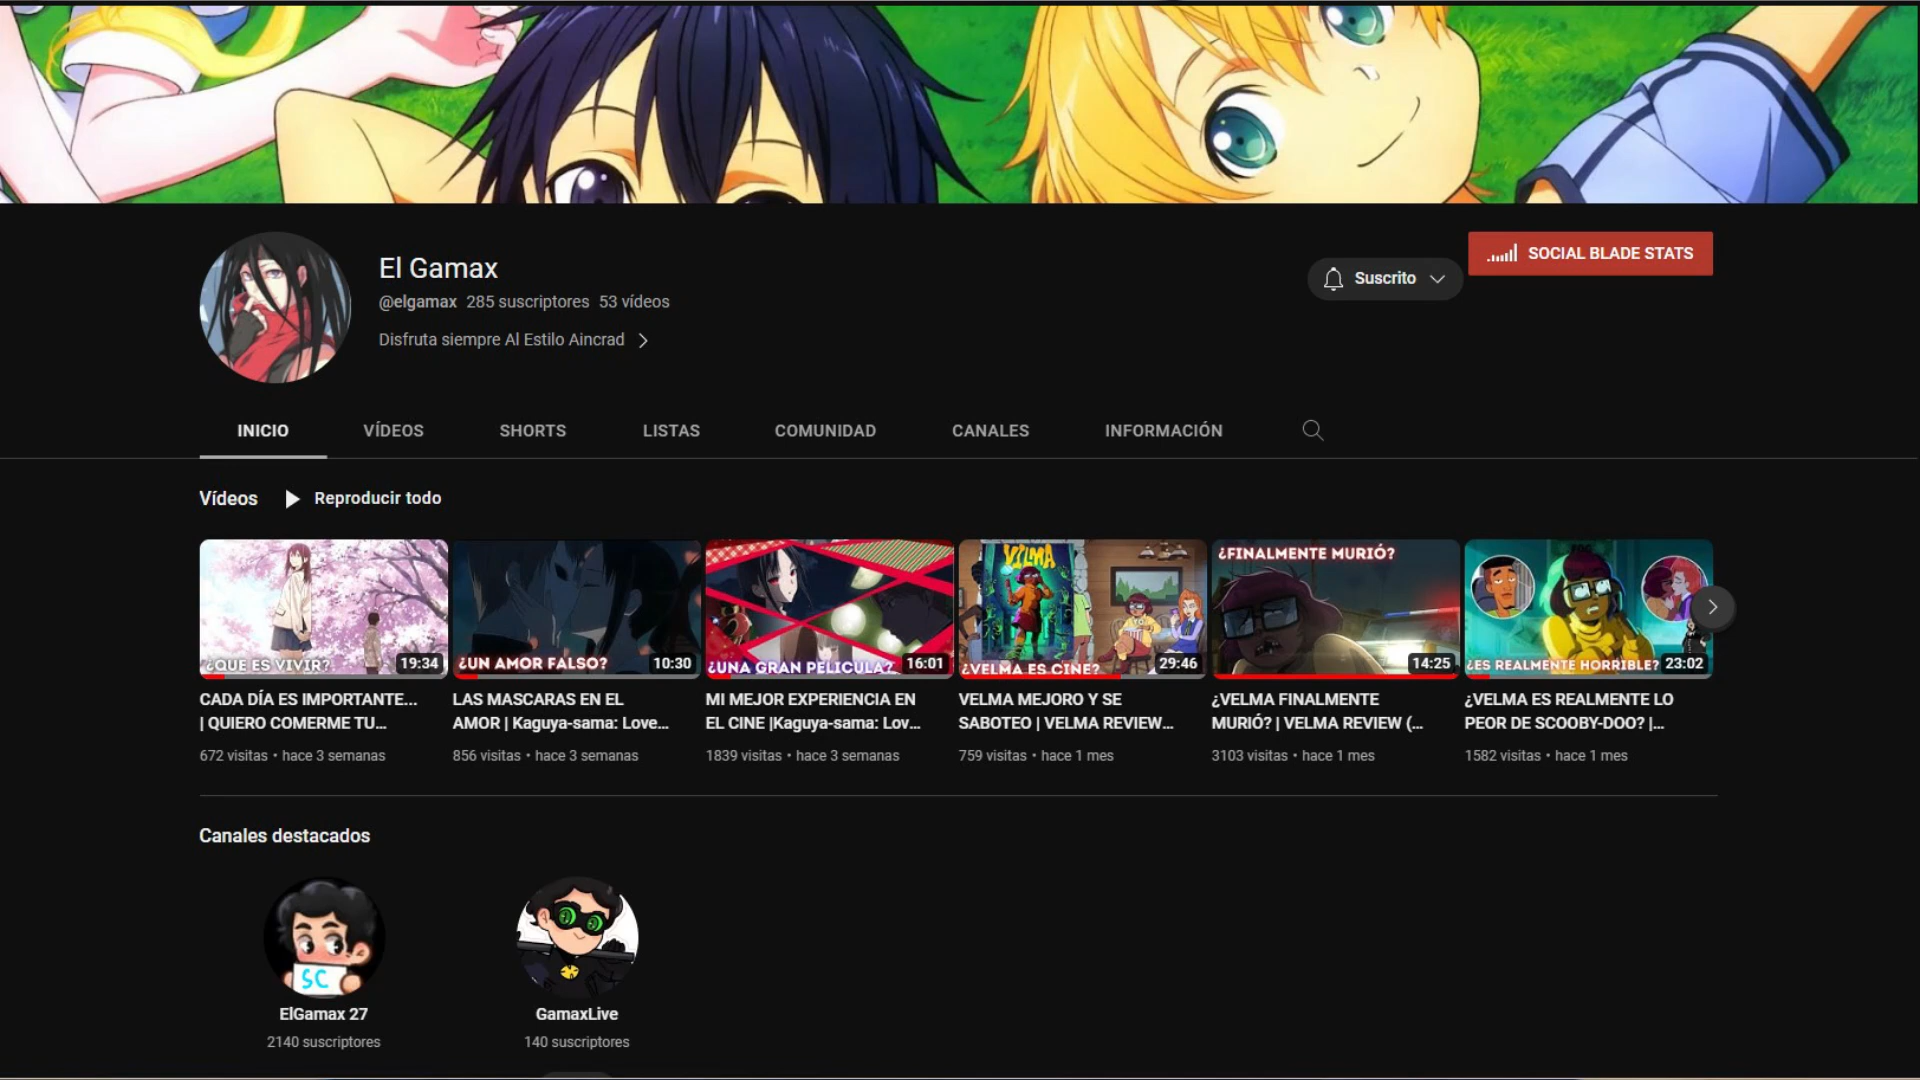 El Gamax
@elgamax 285 suscriptores 53 vídeos
Disfruta siempre Al Estilo Aincrad
Suscrito
SOCIAL BLADE STATS
INICIO VÍDEOS SHORTS LISTAS COMUNIDAD CANALES INFORMACIÓN
Vídeos Reproducir todo
¿QUE ES VIVIR?
19:34
CADA DÍA ES IMPORTANTE...
| QUIERO COMERME TU...
672 visitas • hace 3 semanas
¿UN AMOR FALSO?
10:30
LAS MASCARAS EN EL
AMOR | Kaguya-sama: Love...
856 visitas • hace 3 semanas
¿UNA GRAN PELICULA?
16:01
MI MEJOR EXPERIENCIA EN
EL CINE |Kaguya-sama: Lov...
1839 visitas • hace 3 semanas
VELMA
¿VELMA ES CINE?
29:46
VELMA MEJORO Y SE
SABOTEO | VELMA REVIEW...
759 visitas • hace 1 mes
¿FINALMENTE MURIÓ?
14:25
¿VELMA FINALMENTE
MURIÓ? | VELMA REVIEW (...
3103 visitas • hace 1 mes
¿ES REALMENTE HORRIBLE?
23:02
¿VELMA ES REALMENTE LO
PEOR DE SCOOBY-DOO? |...
1582 visitas • hace 1 mes
Canales destacados
SC
ElGamax 27
2140 suscriptores
GamaxLive
140 suscriptores